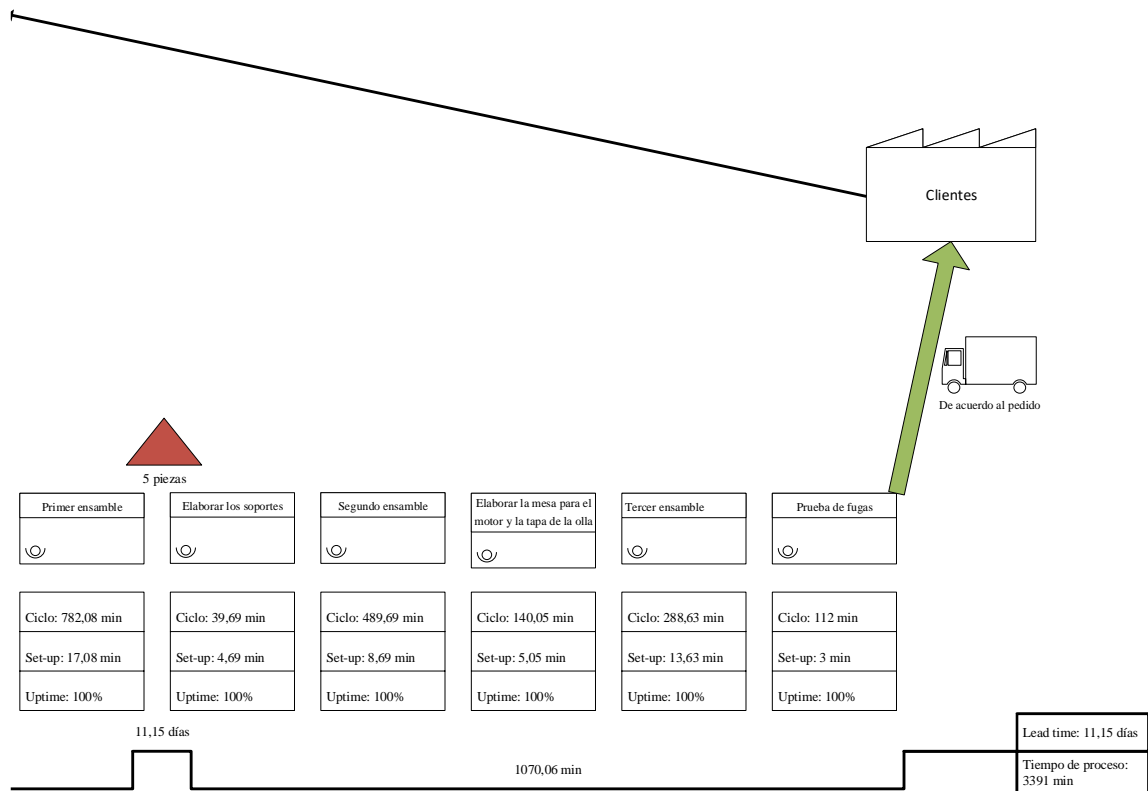 Clientes
De acuerdo al pedido
5 piezas
Primer ensamble
Elaborar los soportes
Segundo ensamble
Elaborar la mesa para el
motor y la tapa de la olla
Tercer ensamble
Prueba de fugas
Ciclo: 782,08 min
Set-up: 17,08 min
Uptime: 100%
Ciclo: 39,69 min
Set-up: 4,69 min
Uptime: 100%
Ciclo: 489,69 min
Set-up: 8,69 min
Uptime: 100%
Ciclo: 140,05 min
Set-up: 5,05 min
Uptime: 100%
Ciclo: 288,63 min
Set-up: 13,63 min
Uptime: 100%
Ciclo: 112 min
Set-up: 3 min
Uptime: 100%
11,15 días
1070,06 min
Lead time: 11,15 días
Tiempo de proceso:
3391 min